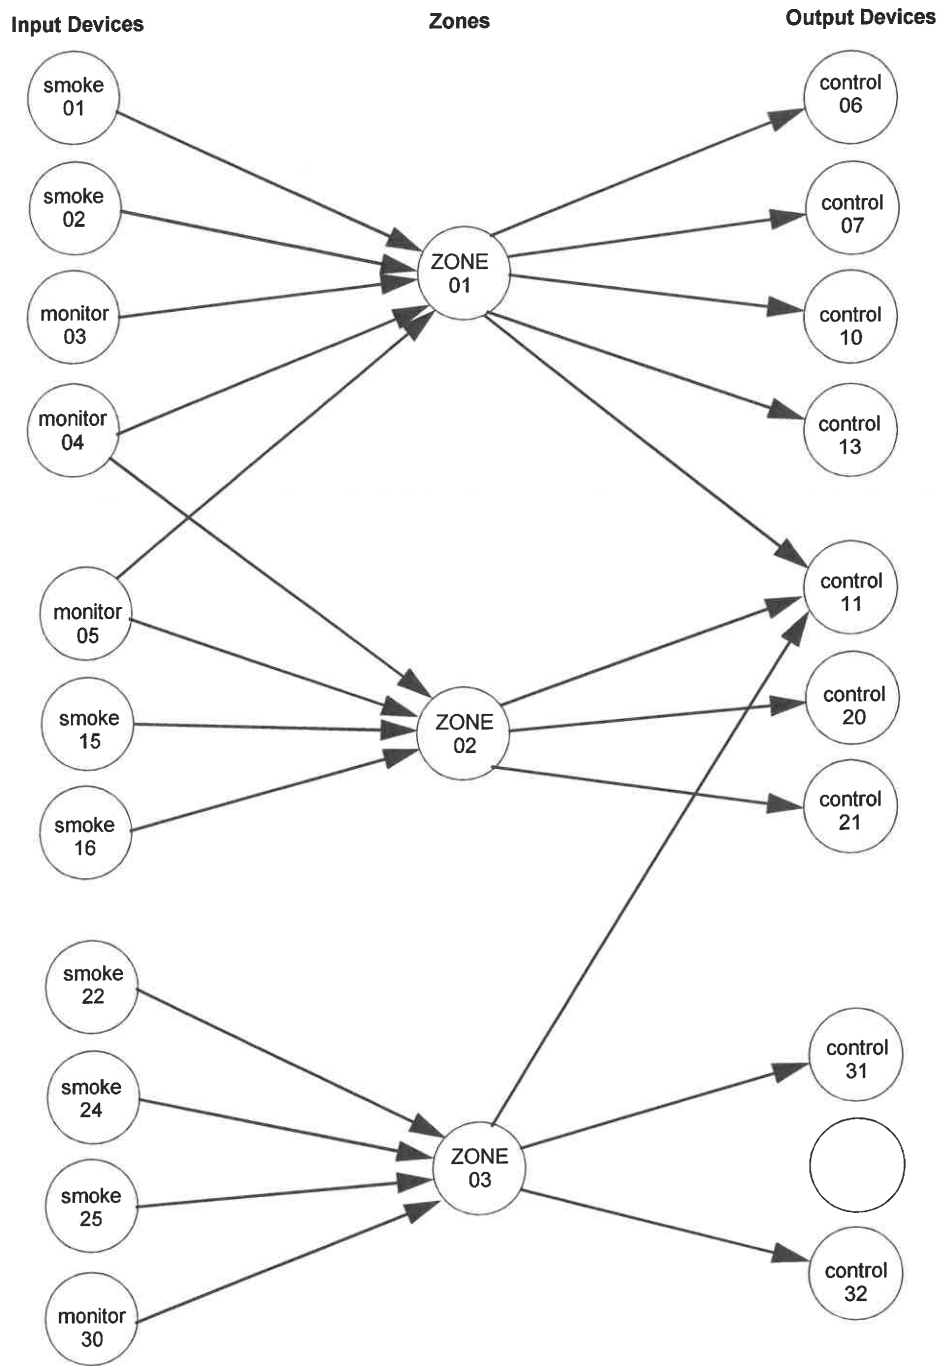 Input Devices
Zones
Output Devices
smoke
01
smoke
02
monitor
03
monitor
04
monitor
05
smoke
15
smoke
16
smoke
22
smoke
24
smoke
25
monitor
30
ZONE
01
ZONE
02
ZONE
03
control
06
control
07
control
10
control
13
control
11
control
20
control
21
control
31
control
32